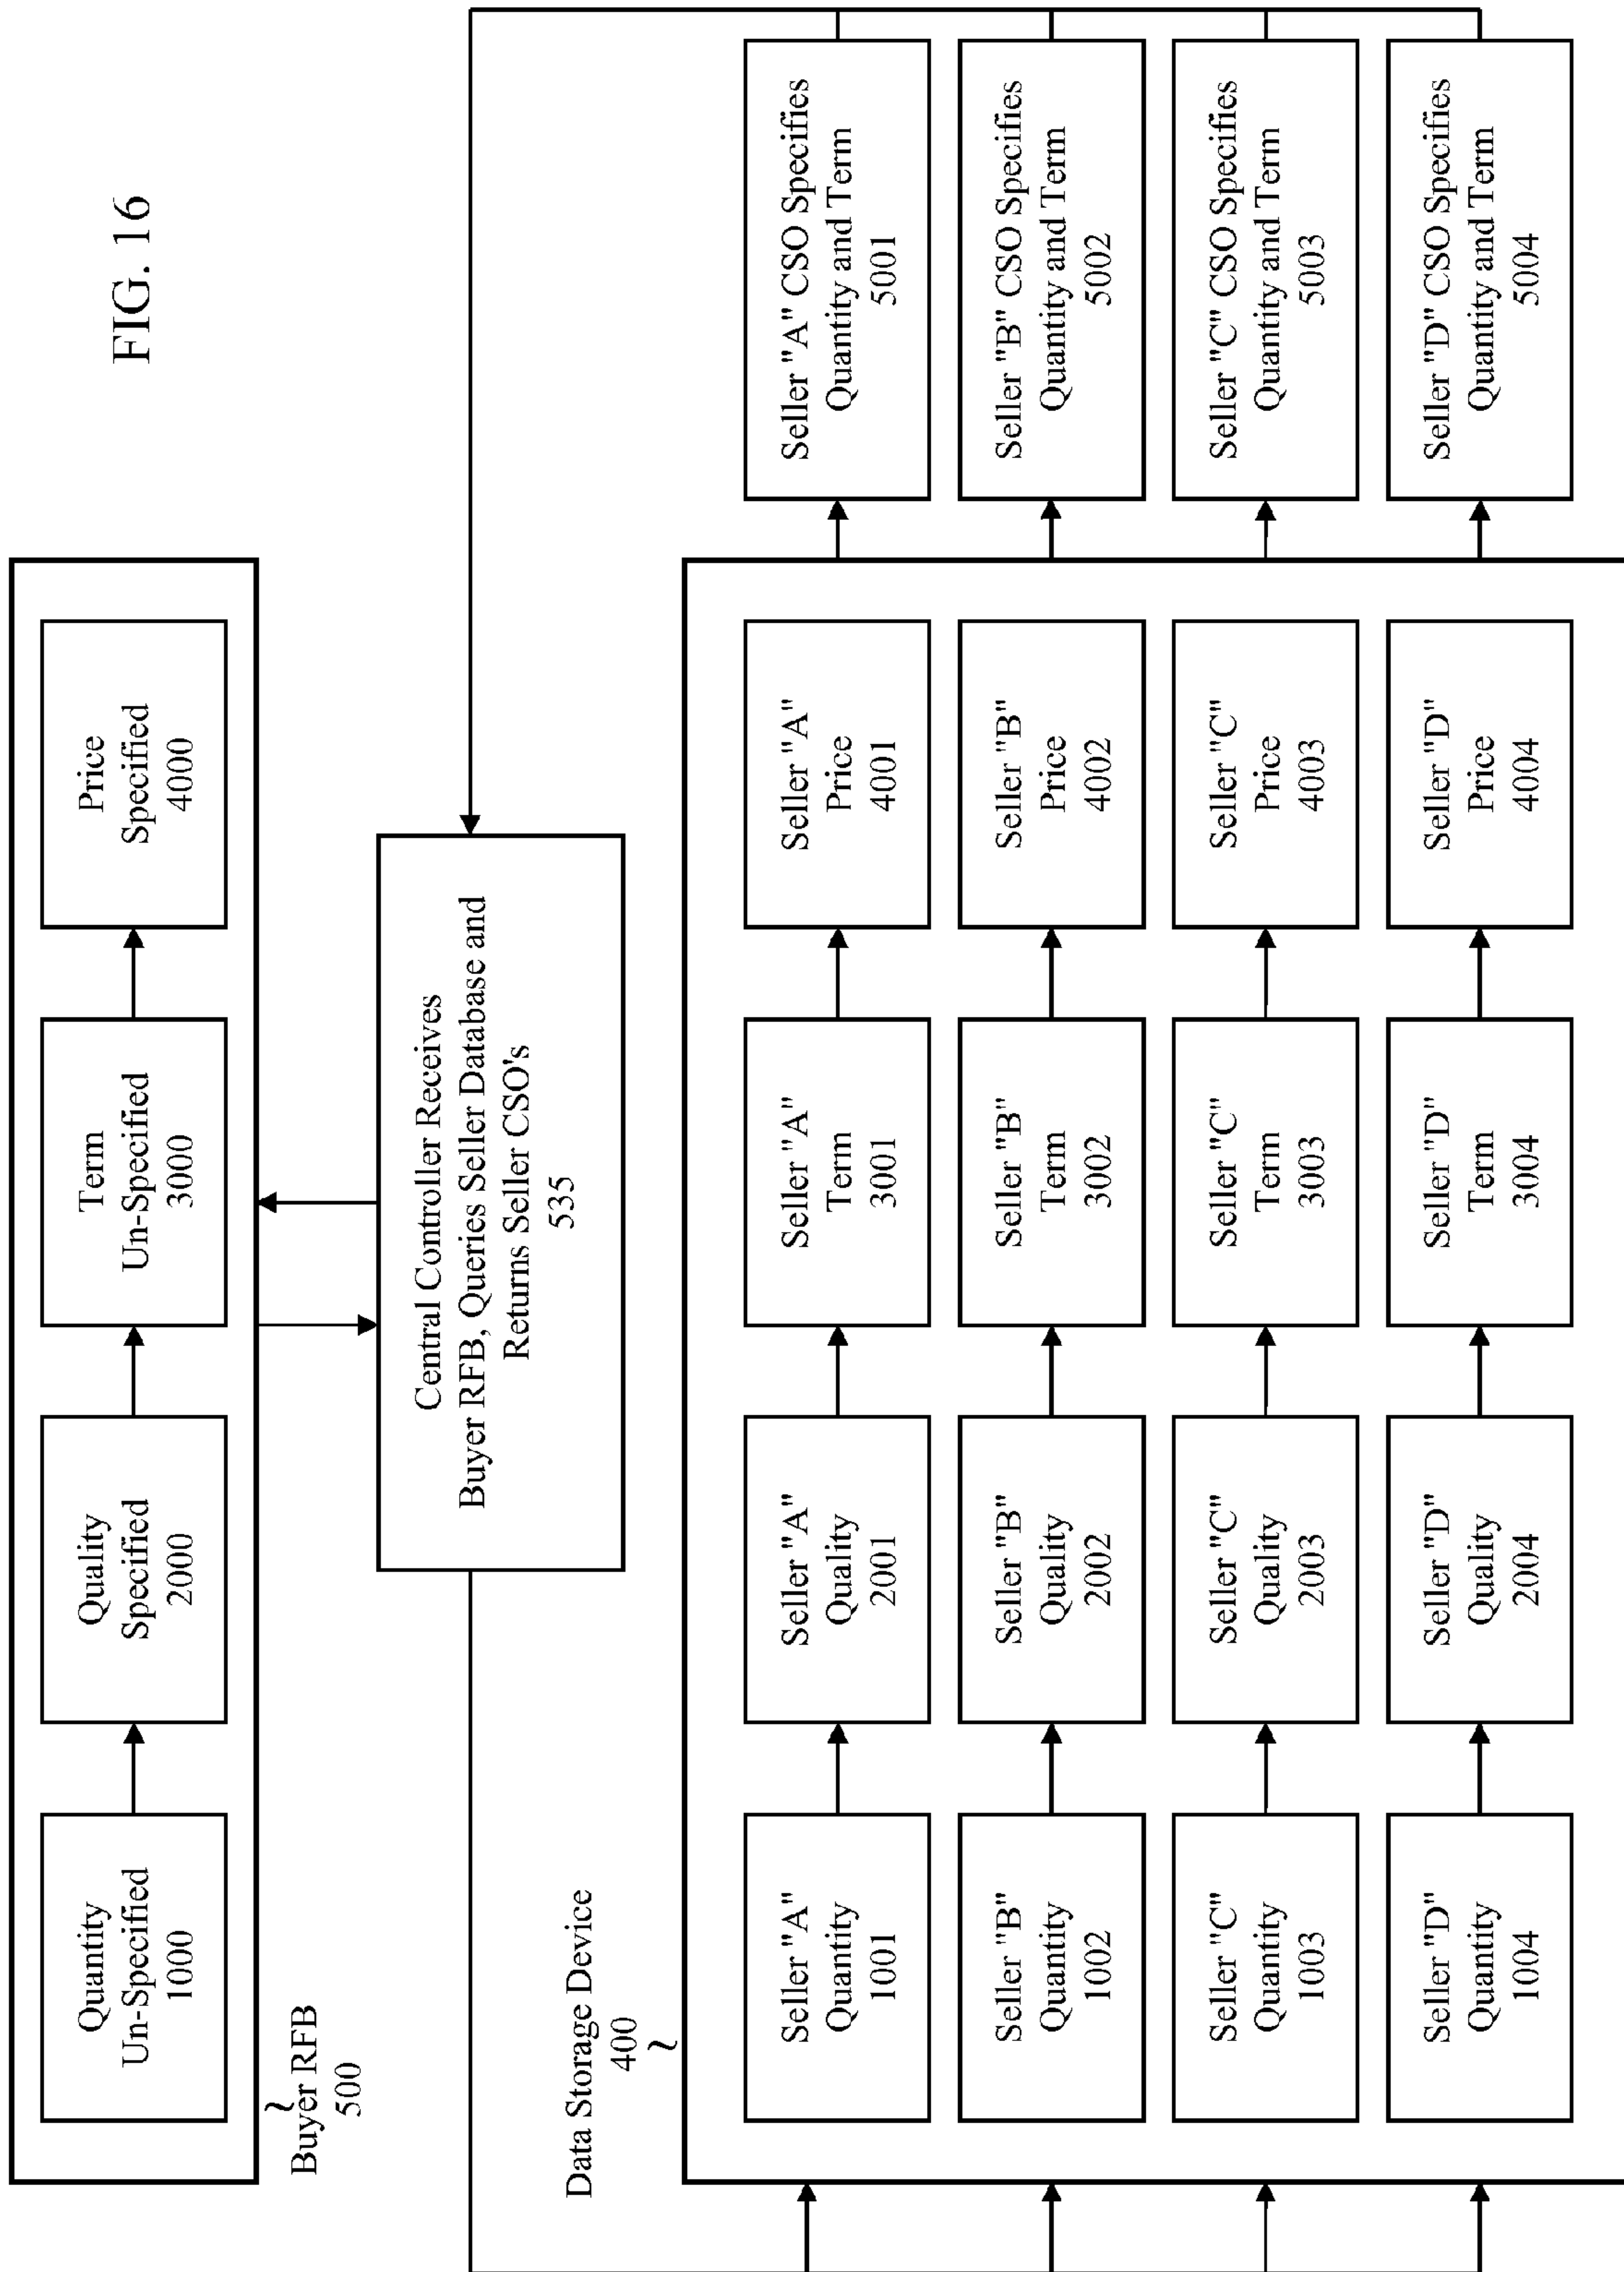 FIG. 16
Quantity
Un-Specified
1000
Quality
Specified
2000
Term
Un-Specified
3000
Price
Specified
4000
Buyer RFB
500
Central Controller Receives
Buyer RFB, Queries Seller Database and
Returns Seller CSO's
535
Data Storage Device
400
Seller "A"
Quantity
1001
Seller "A"
Quality
2001
Seller "A"
Term
3001
Seller "A"
Price
4001
Seller "A" CSO Specifies
Quantity and Term
5001
Seller "B"
Quantity
1002
Seller "B"
Quality
2002
Seller "B"
Term
3002
Seller "B"
Price
4002
Seller "B" CSO Specifies
Quantity and Term
5002
Seller "C"
Quantity
1003
Seller "C"
Quality
2003
Seller "C"
Term
3003
Seller "C"
Price
4003
Seller "C" CSO Specifies
Quantity and Term
5003
Seller "D"
Quantity
1004
Seller "D"
Quality
2004
Seller "D"
Term
3004
Seller "D"
Price
4004
Seller "D" CSO Specifies
Quantity and Term
5004